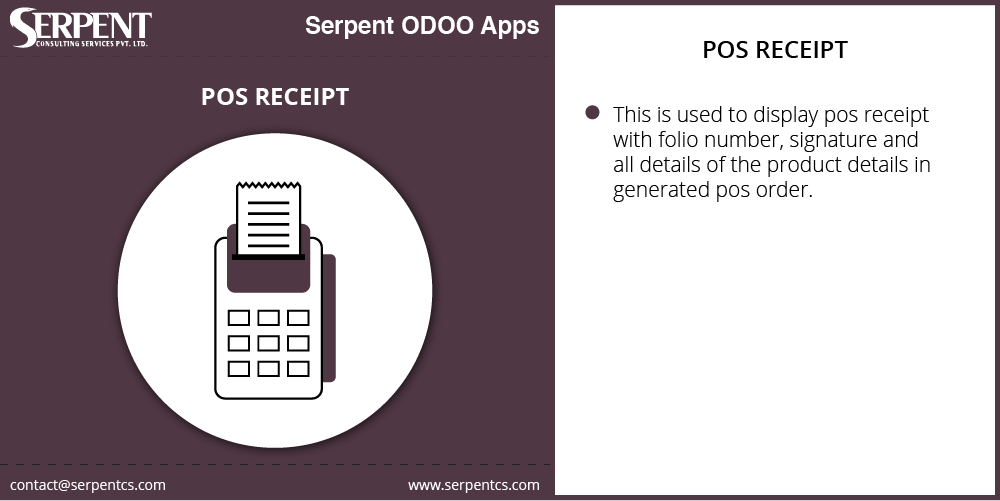 SERPENT
CONSULTING SERVICES PVT. LTD.
Serpent ODOO Apps
POS RECEIPT
contact@serpentcs.com
www.serpentcs.com
POS RECEIPT
This is used to display pos receipt
with folio number, signature and
all details of the product details in
generated pos order.